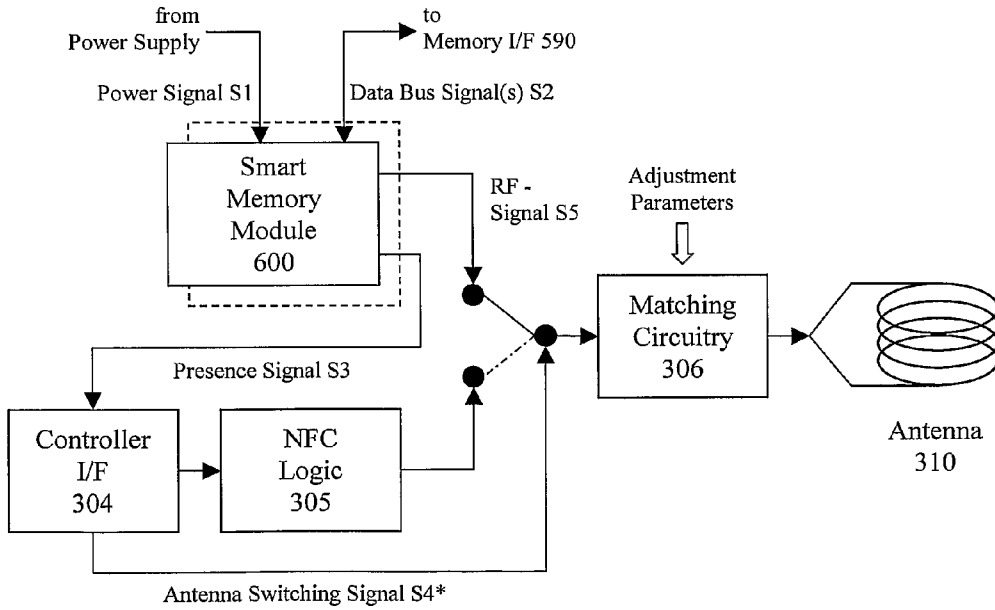 from
Power Supply
to
Memory I/F 590
Power Signal S1
Data Bus Signal(s) S2
Smart
Memory
Module
600
RF -
Signal S5
Adjustment
Parameters
Matching
Circuitry
306
Presence Signal S3
Controller
I/F
304
NFC
Logic
305
Antenna
310
Antenna Switching Signal S4*